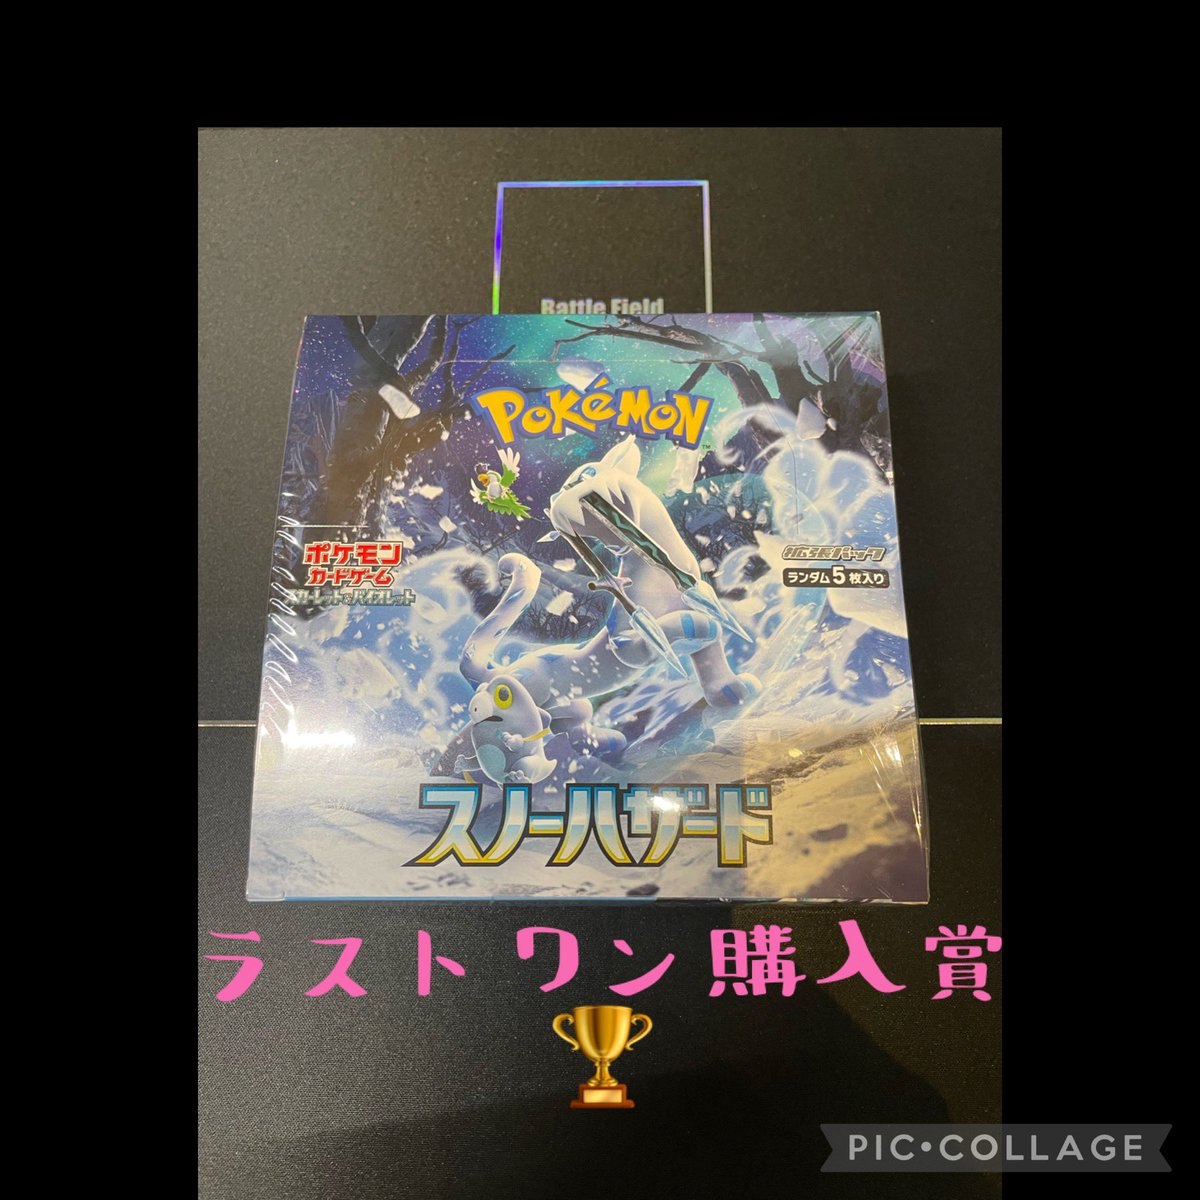 Battle Field
POKéMON
TM
ポケモン
カードゲーム
スカーレット&バイオレット
拡張パック
ランダム5枚入り
スノーハザード
ラストワン購入賞
PIC•COLLAGE